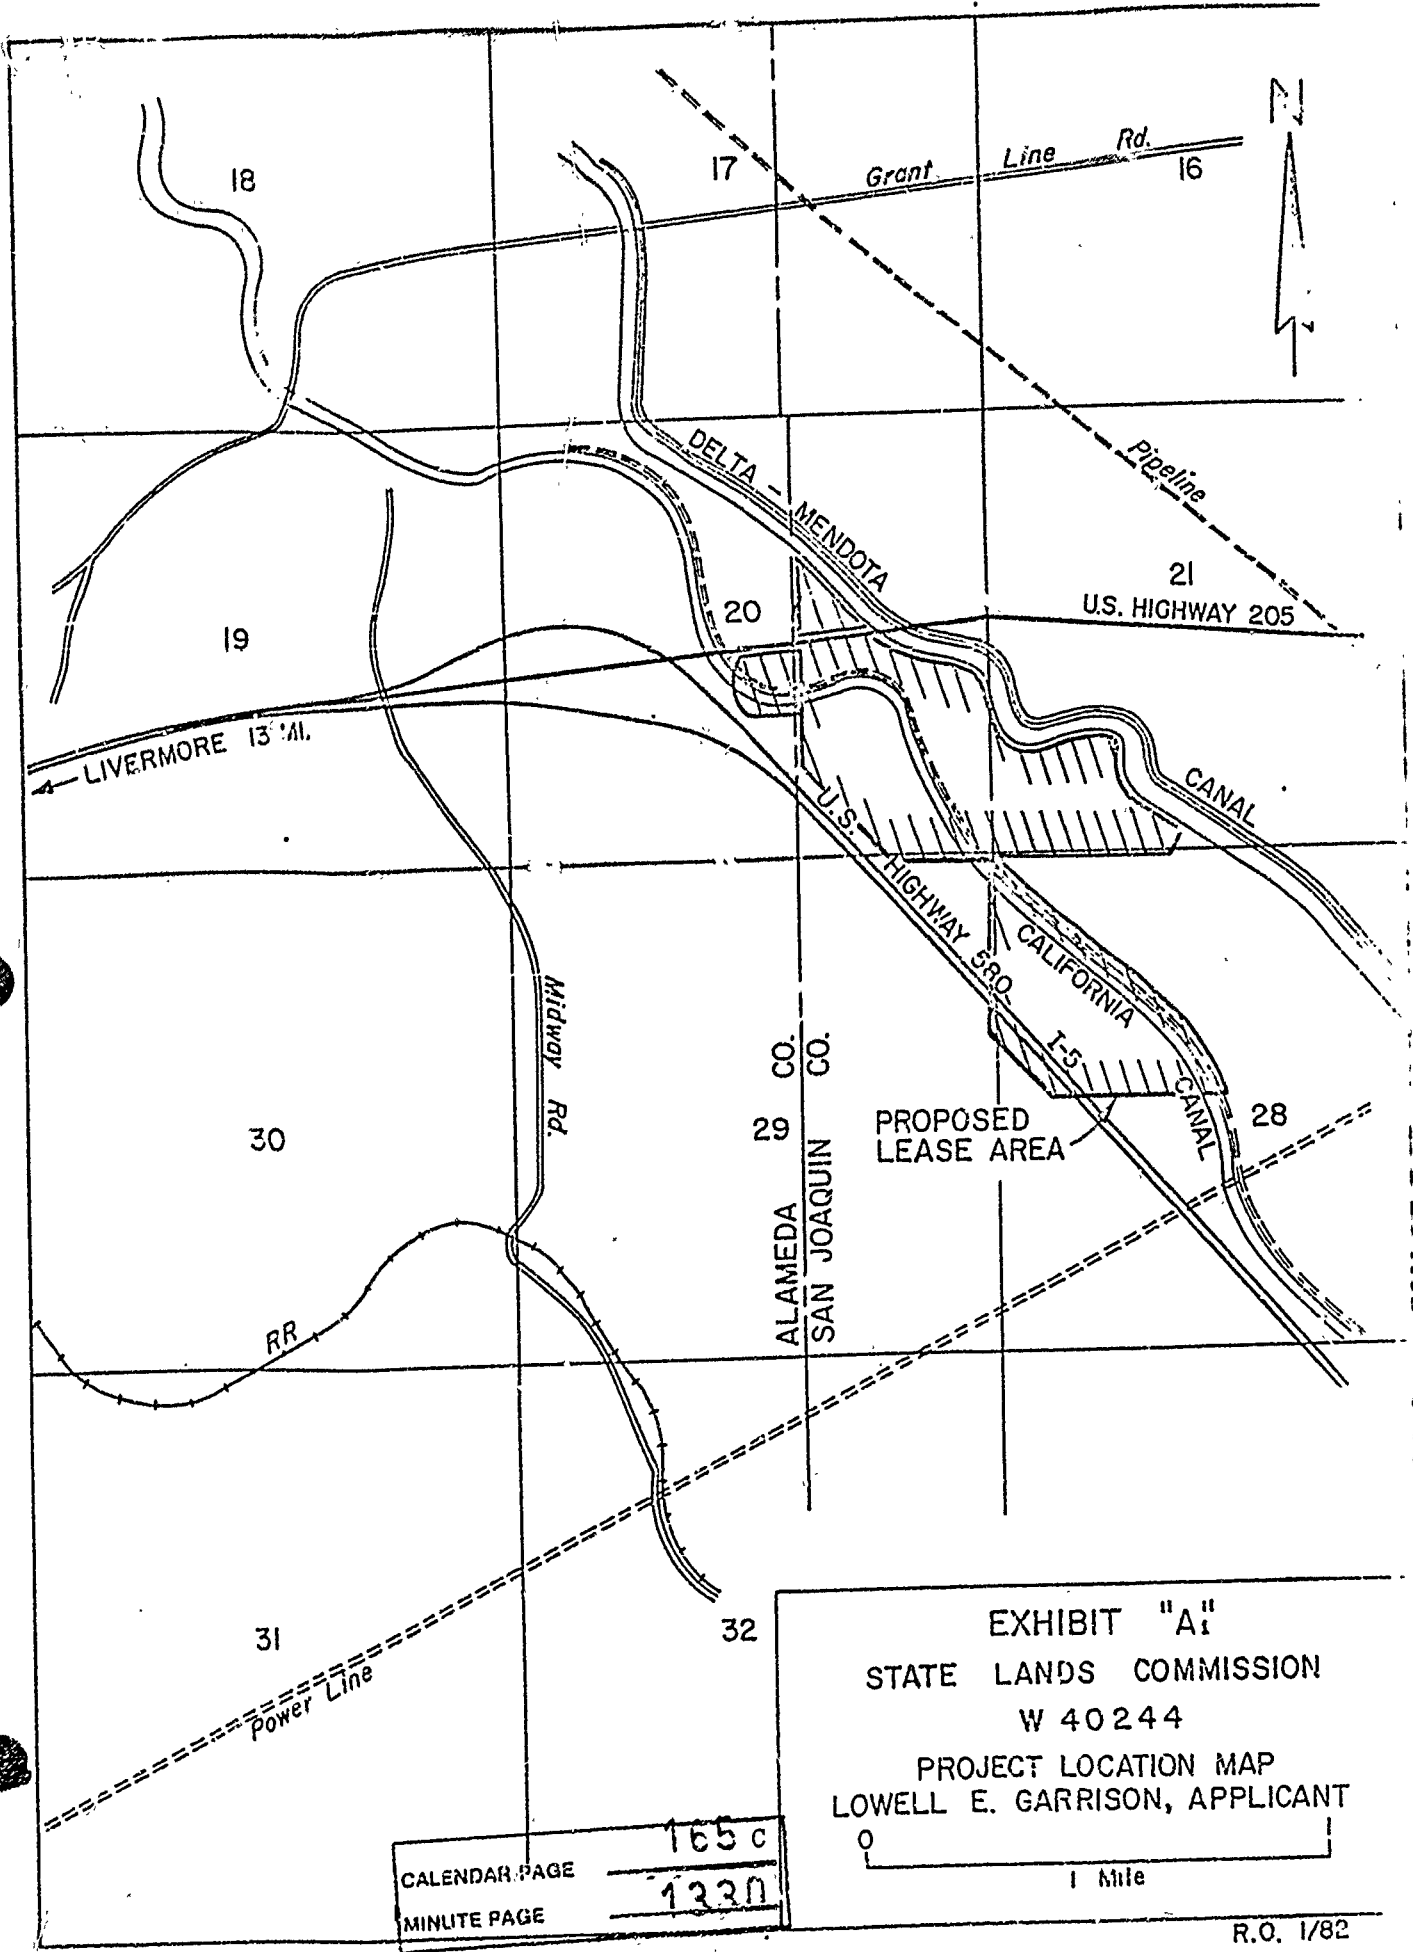 N
18
17
16
Grant Line Rd.
DELTA - MENDOTA
CANAL
Pipeline
19
20
21
U.S. HIGHWAY 205
LIVERMORE 13 MI.
U.S. HIGHWAY 580
I-5
CALIFORNIA
CANAL
Midway Rd.
30
29
28
ALAMEDA CO.
SAN JOAQUIN CO.
PROPOSED
LEASE AREA
RR
31
32
Power Line
EXHIBIT "A1"
STATE LANDS COMMISSION
W 40244
PROJECT LOCATION MAP
LOWELL E. GARRISON, APPLICANT
0
1 Mile
CALENDAR PAGE 165 c
MINUTE PAGE
R.O. 1/82